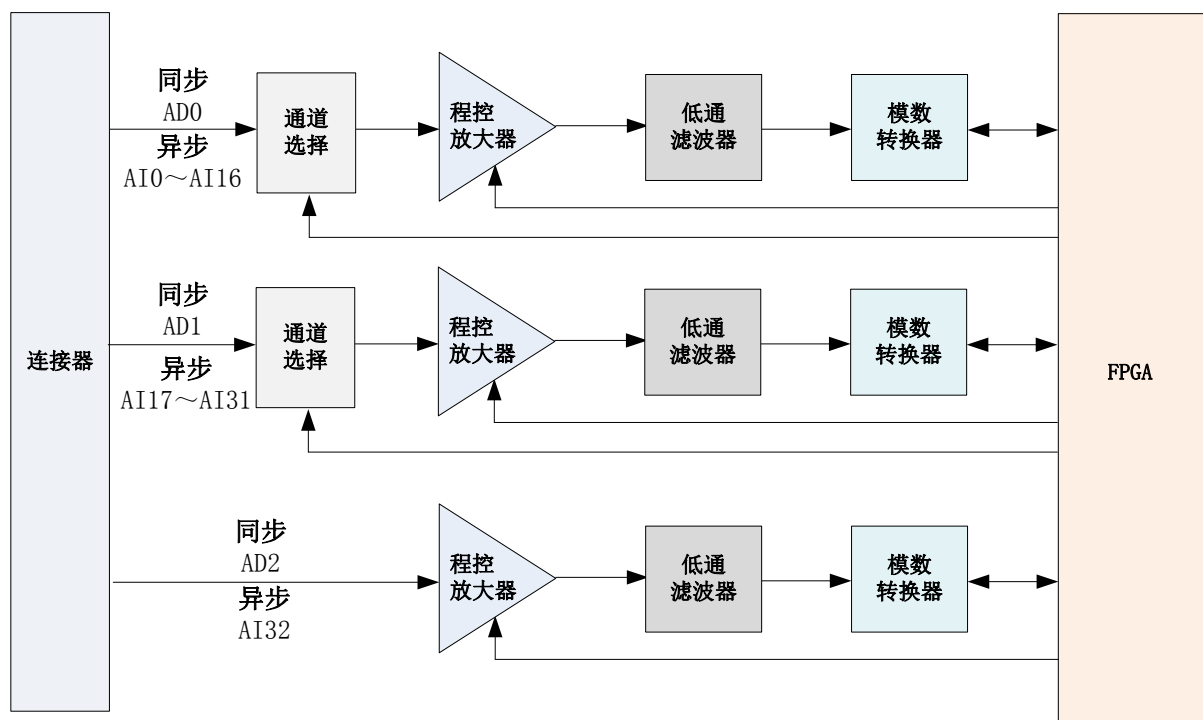 连接器
同步
AD0
异步
AI0～AI16
通道
选择
程控
放大器
低通
滤波器
模数
转换器
同步
AD1
异步
AI17～AI31
通道
选择
程控
放大器
低通
滤波器
模数
转换器
同步
AD2
异步
AI32
程控
放大器
低通
滤波器
模数
转换器
FPGA